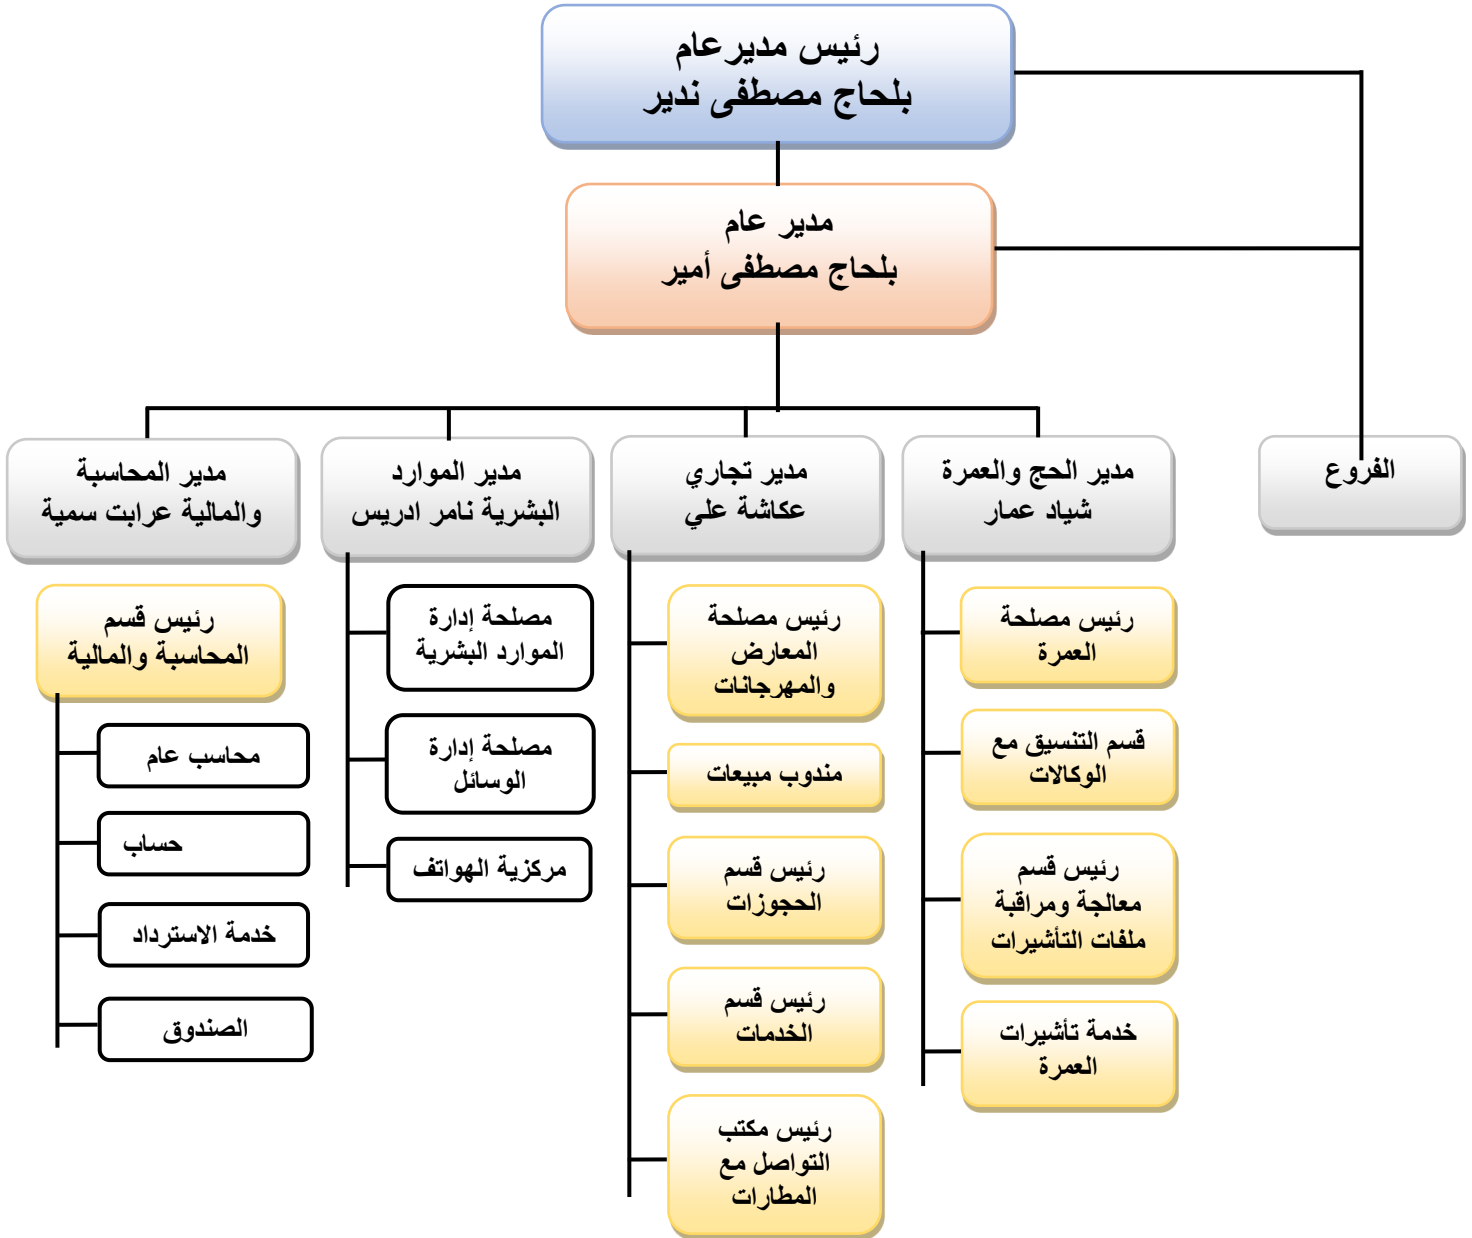 رئيس مديرعام
بلحاج مصطفى ندير
مدير عام
بلحاج مصطفى أمير
الفروع
مدير الحج والعمرة
شياد عمار
مدير تجاري
عكاشة علي
مدير الموارد
البشرية نامر ادريس
مدير المحاسبة
والمالية عرابت سمية
رئيس مصلحة
العمرة
قسم التنسيق مع
الوكالات
رئيس قسم
معالجة ومراقبة
ملفات التأشيرات
خدمة تأشيرات
العمرة
رئيس مصلحة
المعارض
والمهرجانات
مندوب مبيعات
رئيس قسم
الحجوزات
رئيس قسم
الخدمات
رئيس مكتب
التواصل مع
المطارات
مصلحة إدارة
الموارد البشرية
مصلحة إدارة
الوسائل
مركزية الهواتف
رئيس قسم
المحاسبة والمالية
محاسب عام
حساب
خدمة الاسترداد
الصندوق